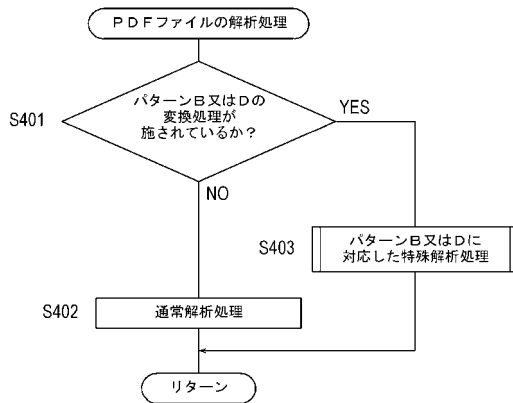 PDFファイルの解析処理
S401
パターンB又はDの
変換処理が
施されているか？
YES
NO
S403
パターンB又はDに
対応した特殊解析処理
S402
通常解析処理
リターン